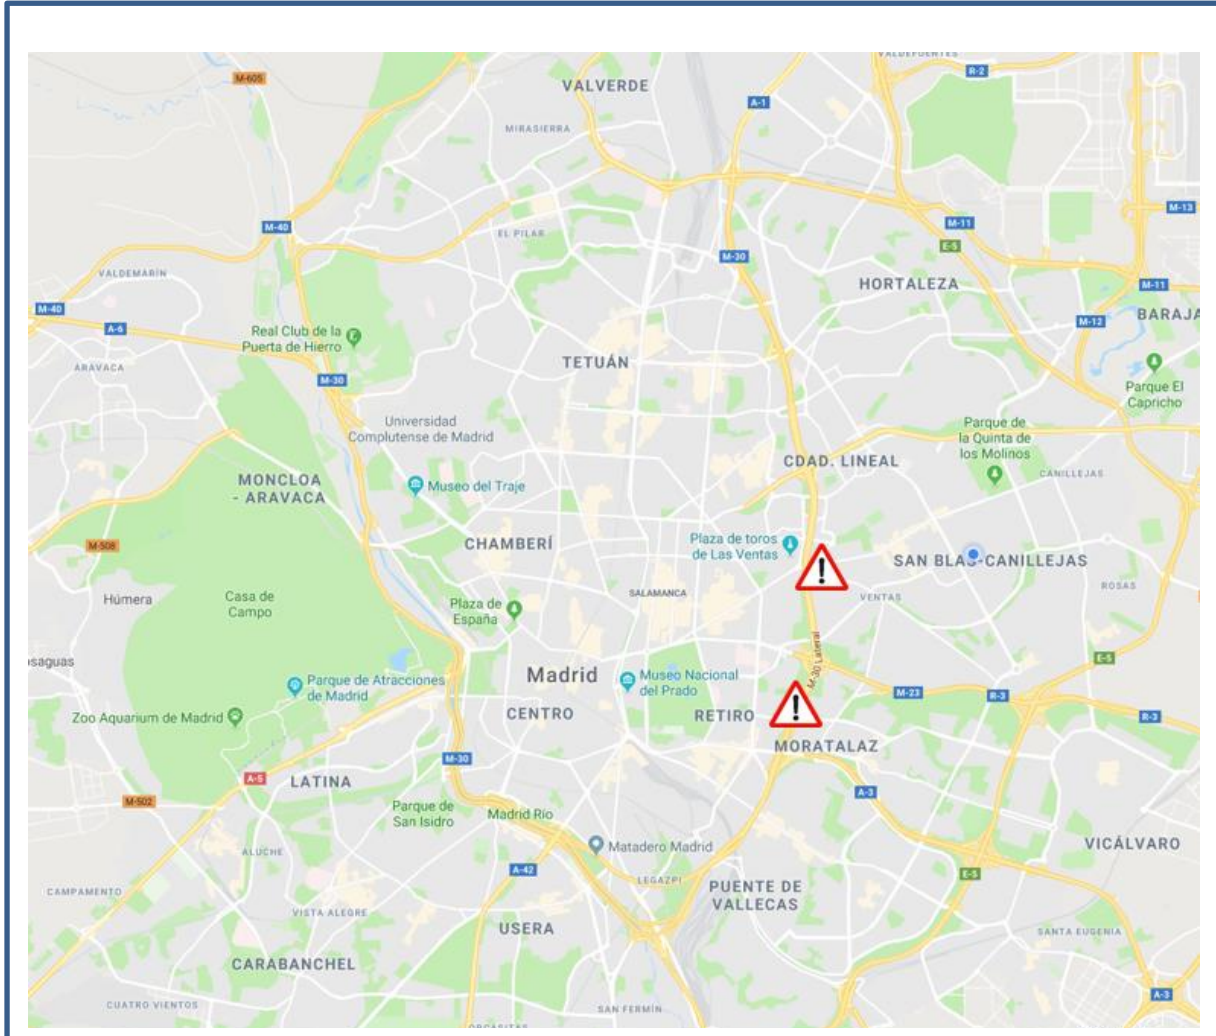 VALDEFUENTES
R-2
M-605
VALVERDE
A-1
MIRASIERRA
M-13
M-11
M-40
EL PILAR
E-5
M-30
VALDEMARÍN
HORTALEZA
M-11
M-40
BARAJA
A-6
M-12
Real Club de la
Puerta de Hierro
TETUÁN
ARAVACA
M-30
Parque El
Capricho
Universidad
Complutense de Madrid
Parque de
la Quinta de
los Molinos
CDAD. LINEAL
CANILLEJAS
MONCLOA
- ARAVACA
Museo del Traje
Plaza de toros
de Las Ventas
CHAMBERÍ
M-508
SAN BLAS-CANILLEJAS
ROSAS
Húmera
Casa de
Campo
SALAMANCA
VENTAS
Plaza de
España
M-30 Lateral
osaguas
E-5
Parque de Atracciones
de Madrid
Madrid
Museo Nacional
del Prado
M-23
R-3
Zoo Aquarium de Madrid
CENTRO
RETIRO
R-3
MORATALAZ
M-30
A-5
LATINA
A-3
M-502
Parque de
San Isidro
Madrid Río
Matadero Madrid
VICÁLVARO
ALUCHE
A-42
E-5
LEGAZPI
CAMPAMENTO
PUENTE DE
VALLECAS
VISTA ALEGRE
USERA
SANTA EUGENIA
CARABANCHEL
A-3
CUATRO VIENTOS
SAN FERMÍN
ORCASITAS